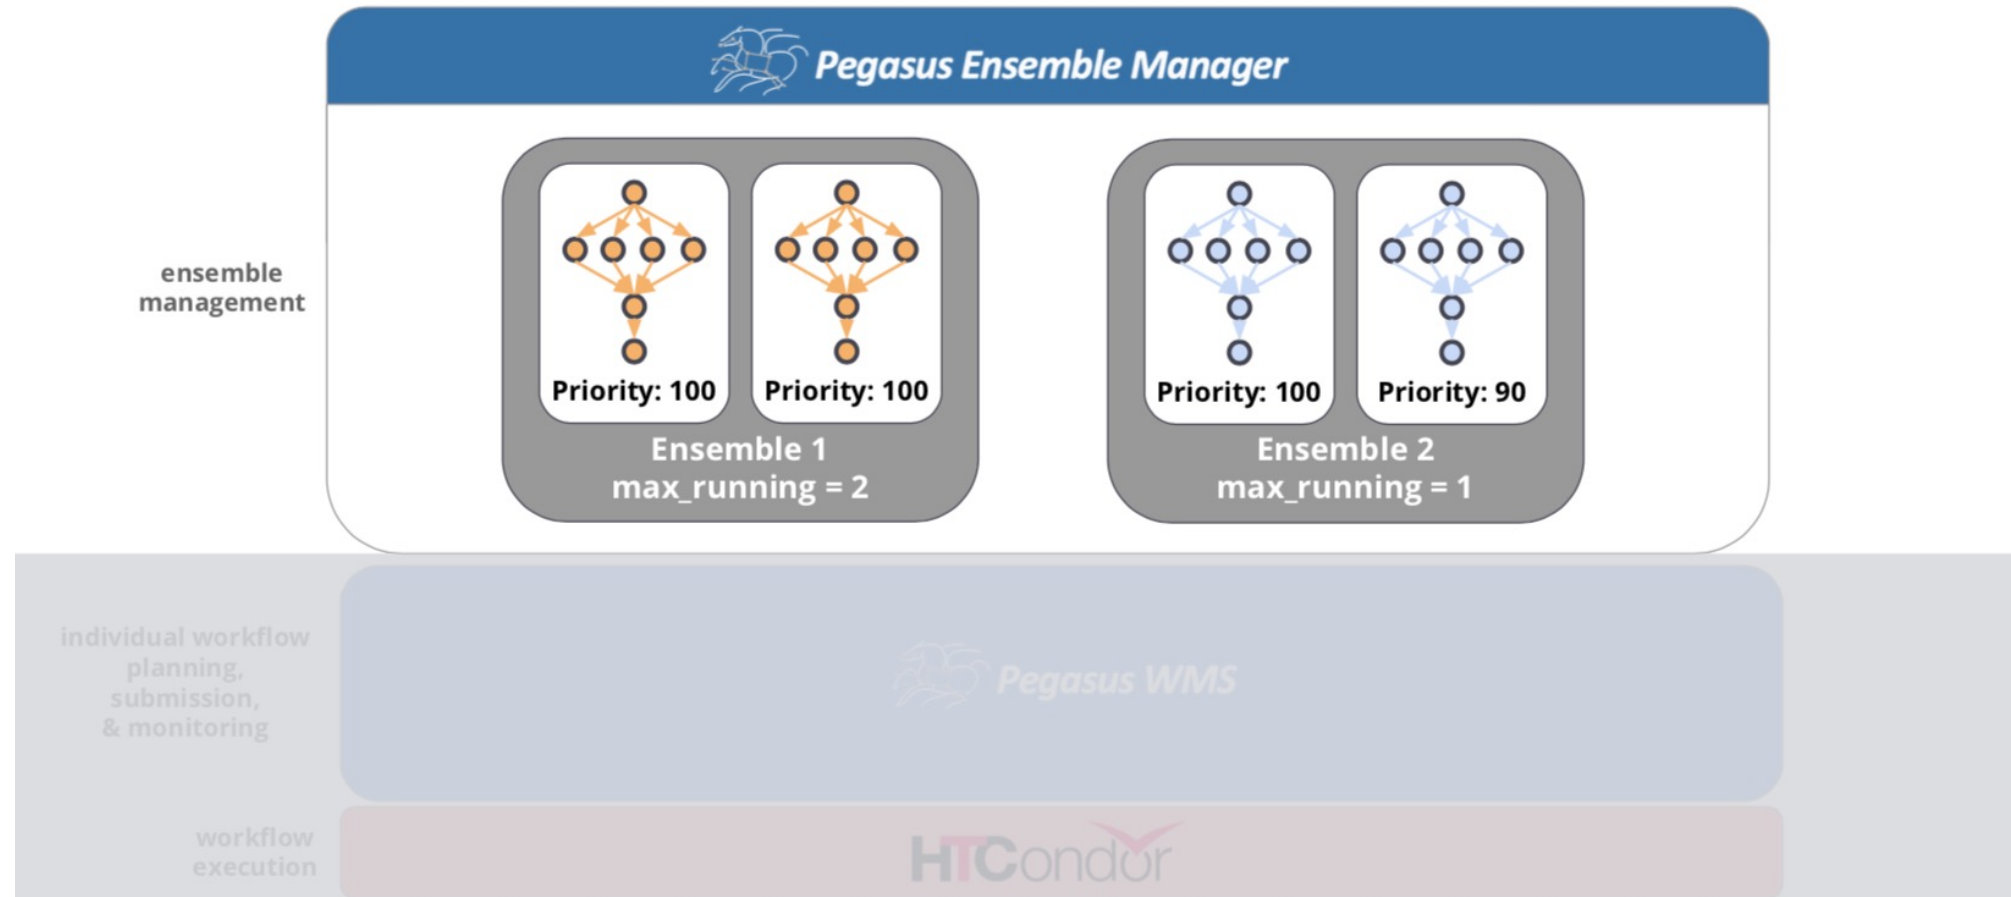 Pegasus Ensemble Manager
ensemble
management
Priority: 100
Priority: 100
Ensemble 1
max_running = 2
Priority: 100
Priority: 90
Ensemble 2
max_running = 1
individual workflow
planning,
submission,
& monitoring
Pegasus WMS
workflow
execution
HTCondor